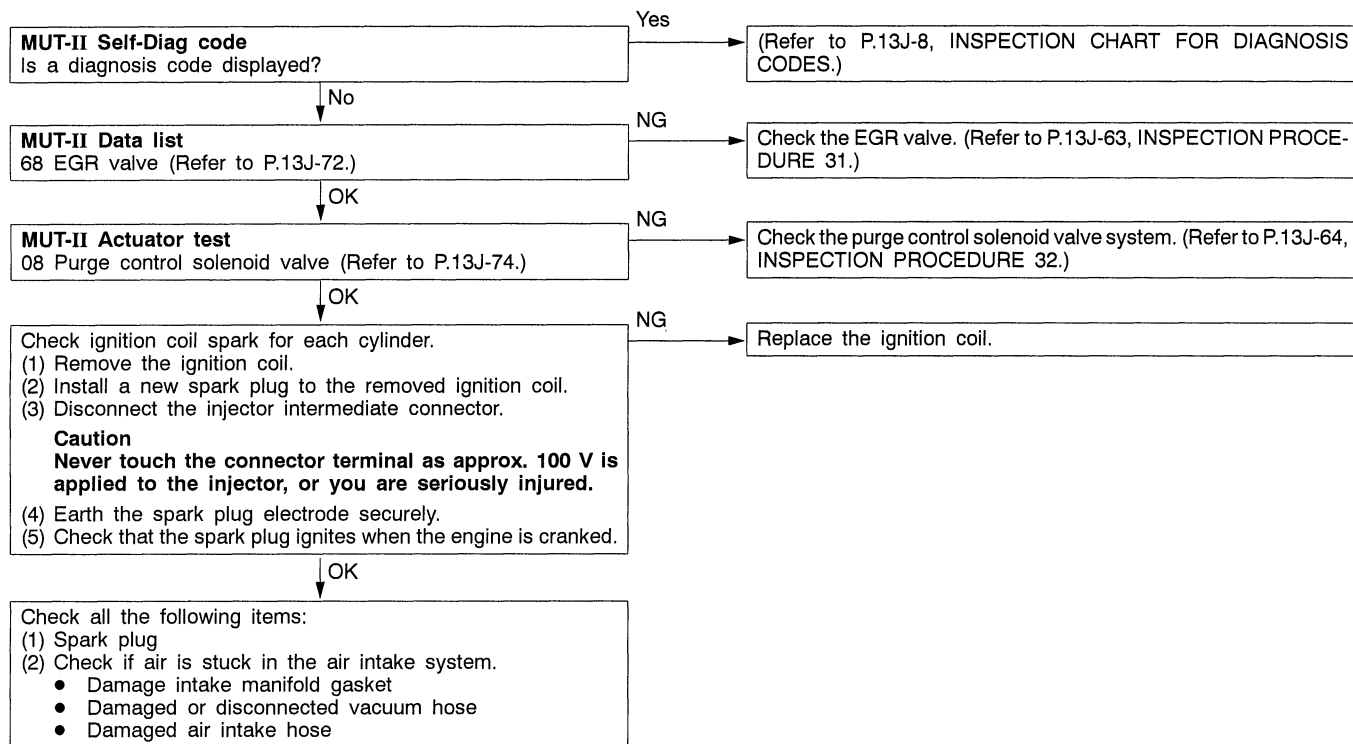 MUT-II Self-Diag code
Is a diagnosis code displayed?
Yes
(Refer to P.13J-8, INSPECTION CHART FOR DIAGNOSIS
CODES.)
No
MUT-II Data list
68 EGR valve (Refer to P.13J-72.)
NG
Check the EGR valve. (Refer to P.13J-63, INSPECTION PROCE-
DURE 31.)
OK
MUT-II Actuator test
08 Purge control solenoid valve (Refer to P.13J-74.)
NG
Check the purge control solenoid valve system. (Refer to P.13J-64,
INSPECTION PROCEDURE 32.)
OK
Check ignition coil spark for each cylinder.
(1) Remove the ignition coil.
(2) Install a new spark plug to the removed ignition coil.
(3) Disconnect the injector intermediate connector.
Caution
Never touch the connector terminal as approx. 100 V is
applied to the injector, or you are seriously injured.
(4) Earth the spark plug electrode securely.
(5) Check that the spark plug ignites when the engine is cranked.
NG
Replace the ignition coil.
OK
Check all the following items:
(1) Spark plug
(2) Check if air is stuck in the air intake system.
● Damage intake manifold gasket
● Damaged or disconnected vacuum hose
● Damaged air intake hose